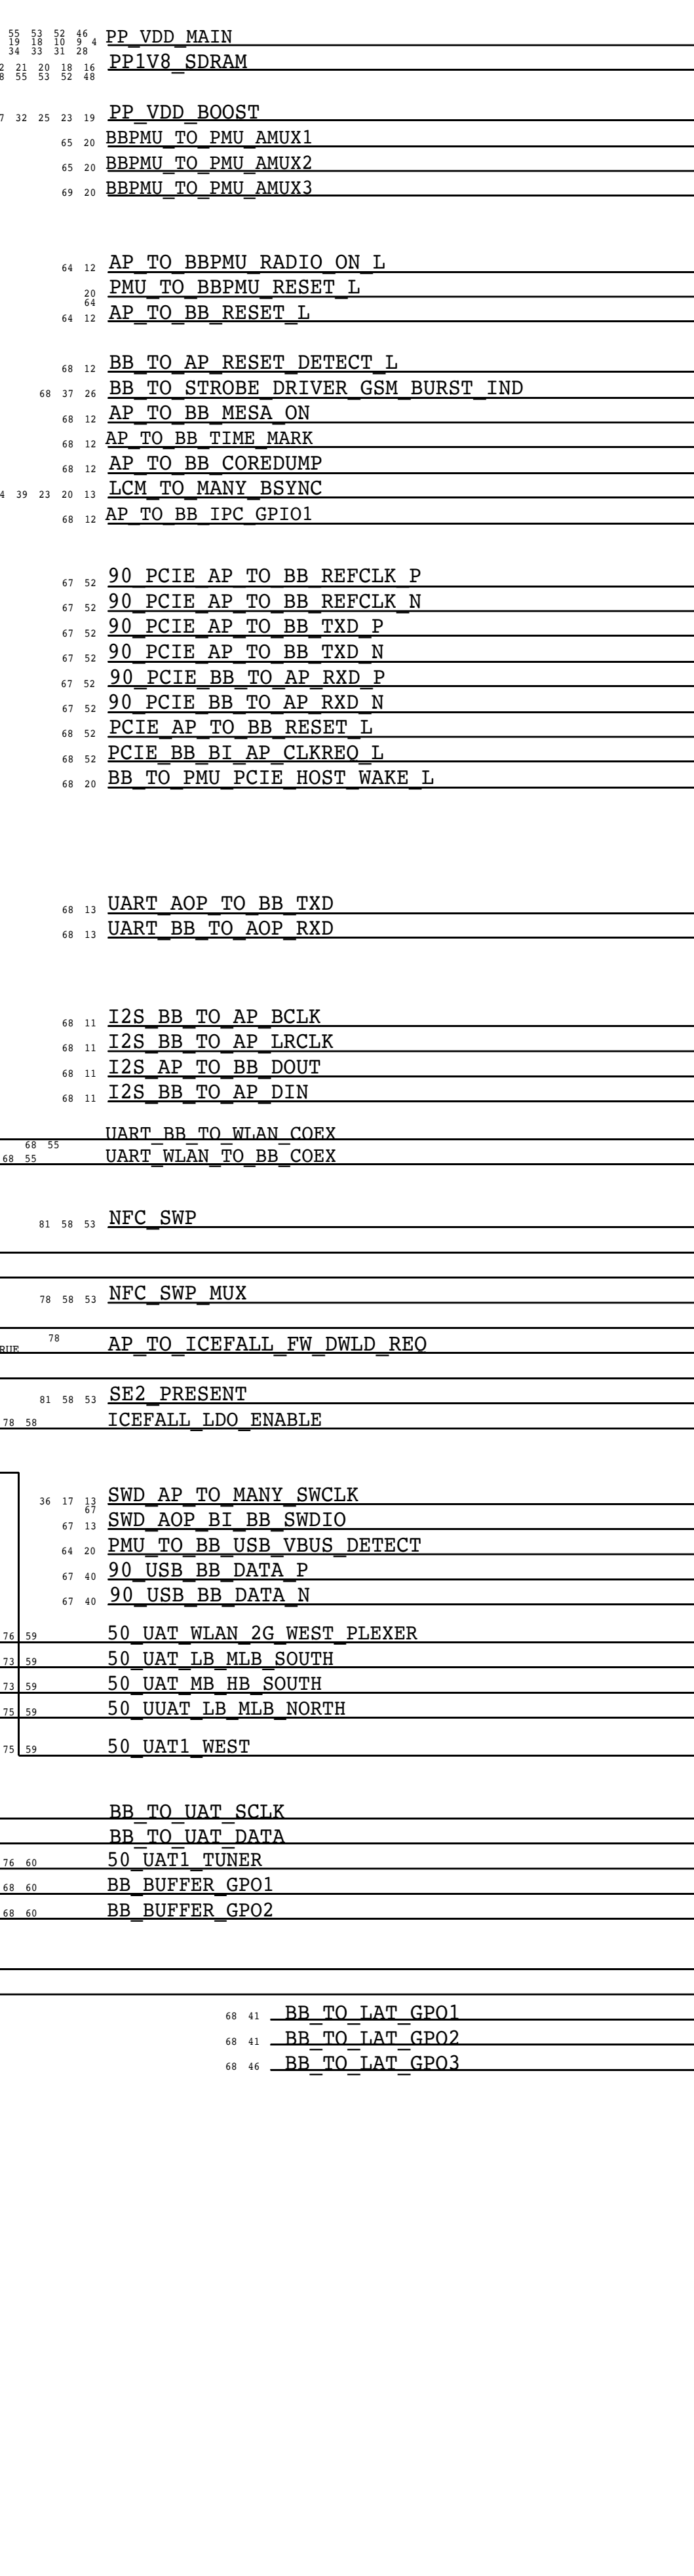 55 53 52 46
19 18 10 9 4 PP_VDD_MAIN
34 33 31 28
2 21 20 18 16 PP1V8_SDRAM
8 55 53 52 48
7 32 25 23 19 PP_VDD_BOOST
65 20 BBPMU_TO_PMU_AMUX1
65 20 BBPMU_TO_PMU_AMUX2
69 20 BBPMU_TO_PMU_AMUX3
64 12 AP_TO_BBPMU_RADIO_ON_L
20 PMU_TO_BBPMU_RESET_L
64
64 12 AP_TO_BB_RESET_L
68 12 BB_TO_AP_RESET_DETECT_L
68 37 26 BB_TO_STROBE_DRIVER_GSM_BURST_IND
68 12 AP_TO_BB_MESA_ON
68 12 AP_TO_BB_TIME_MARK
68 12 AP_TO_BB_COREDUMP
4 39 23 20 13 LCM_TO_MANY_BSYNC
68 12 AP_TO_BB_IPC_GPIO1
67 52 90_PCIE_AP_TO_BB_REFCLK_P
67 52 90_PCIE_AP_TO_BB_REFCLK_N
67 52 90_PCIE_AP_TO_BB_TXD_P
67 52 90_PCIE_AP_TO_BB_TXD_N
67 52 90_PCIE_BB_TO_AP_RXD_P
67 52 90_PCIE_BB_TO_AP_RXD_N
68 52 PCIE_AP_TO_BB_RESET_L
68 52 PCIE_BB_BI_AP_CLKREQ_L
68 20 BB_TO_PMU_PCIE_HOST_WAKE_L
68 13 UART_AOP_TO_BB_TXD
68 13 UART_BB_TO_AOP_RXD
68 11 I2S_BB_TO_AP_BCLK
68 11 I2S_BB_TO_AP_LRCLK
68 11 I2S_AP_TO_BB_DOUT
68 11 I2S_BB_TO_AP_DIN
68 55 UART_BB_TO_WLAN_COEX
68 55 UART_WLAN_TO_BB_COEX
81 58 53 NFC_SWP
78 58 53 NFC_SWP_MUX
78
RUE AP_TO_ICEFALL_FW_DWLD_REQ
81 58 53 SE2_PRESENT
78 58 ICEFALL_LDO_ENABLE
36 17 13 SWD_AP_TO_MANY_SWCLK
67
67 13 SWD_AOP_BI_BB_SWDIO
64 20 PMU_TO_BB_USB_VBUS_DETECT
67 40 90_USB_BB_DATA_P
67 40 90_USB_BB_DATA_N
76 59 50_UAT_WLAN_2G_WEST_PLEXER
73 59 50_UAT_LB_MLB_SOUTH
73 59 50_UAT_MB_HB_SOUTH
75 59 50_UUAT_LB_MLB_NORTH
75 59 50_UAT1_WEST
BB_TO_UAT_SCLK
BB_TO_UAT_DATA
76 60 50_UAT1_TUNER
68 60 BB_BUFFER_GPO1
68 60 BB_BUFFER_GPO2
68 41 BB_TO_LAT_GPO1
68 41 BB_TO_LAT_GPO2
68 46 BB_TO_LAT_GPO3